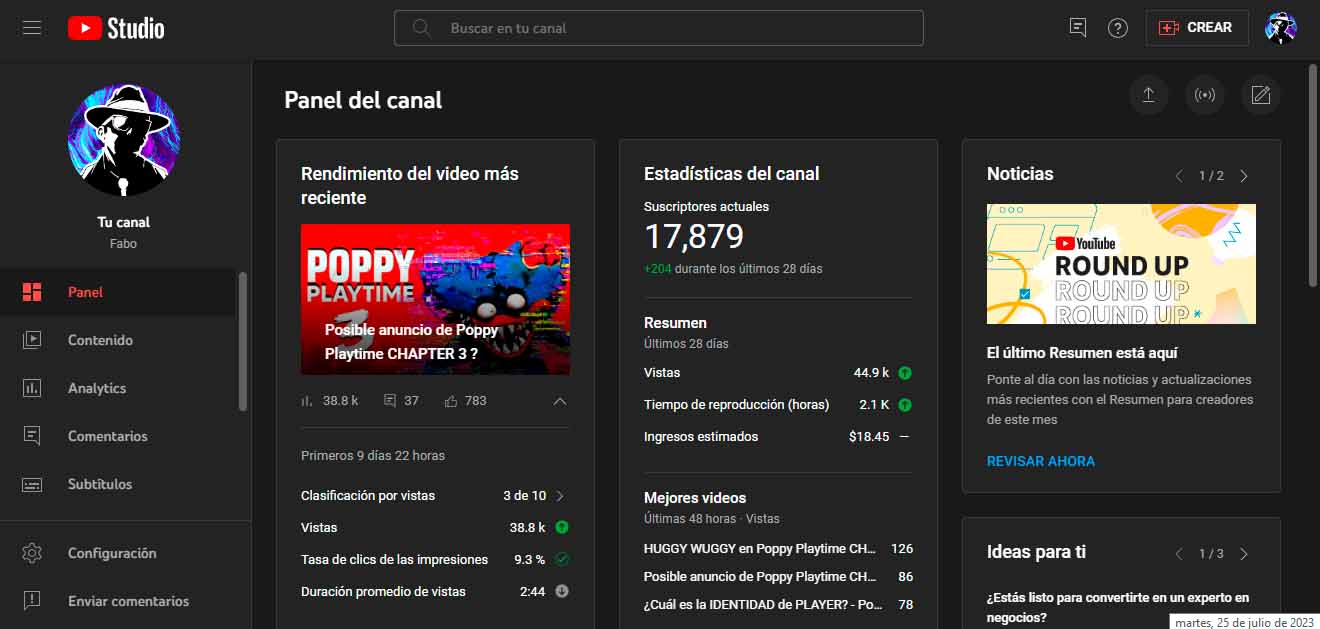 Studio
Buscar en tu canal
CREAR
Tu canal
Fabo
Panel
Contenido
Analytics
Comentarios
Subtítulos
Configuración
Enviar comentarios
Panel del canal
Rendimiento del video más
reciente
POPPY
PLAYTIME
3
Posible anuncio de Poppy
Playtime CHAPTER 3 ?
38.8 k 37 783
Primeros 9 días 22 horas
Clasificación por vistas 3 de 10
Vistas 38.8 k
Tasa de clics de las impresiones 9.3 %
Duración promedio de vistas 2:44
Estadísticas del canal
Suscriptores actuales
17,879
+204 durante los últimos 28 días
Resumen
Últimos 28 días
Vistas 44.9 k
Tiempo de reproducción (horas) 2.1 K
Ingresos estimados $18.45 —
Mejores videos
Últimas 48 horas · Vistas
HUGGY WUGGY en Poppy Playtime CH... 126
Posible anuncio de Poppy Playtime CH... 86
¿Cuál es la IDENTIDAD de PLAYER? - Po... 78
Noticias 1 / 2
YouTube
ROUND UP
ROUND UP
ROUND UP
El último Resumen está aquí
Ponte al día con las noticias y actualizaciones
más recientes con el Resumen para creadores
de este mes
REVISAR AHORA
Ideas para ti 1 / 3
¿Estás listo para convertirte en un experto en
negocios?
martes, 25 de julio de 2023